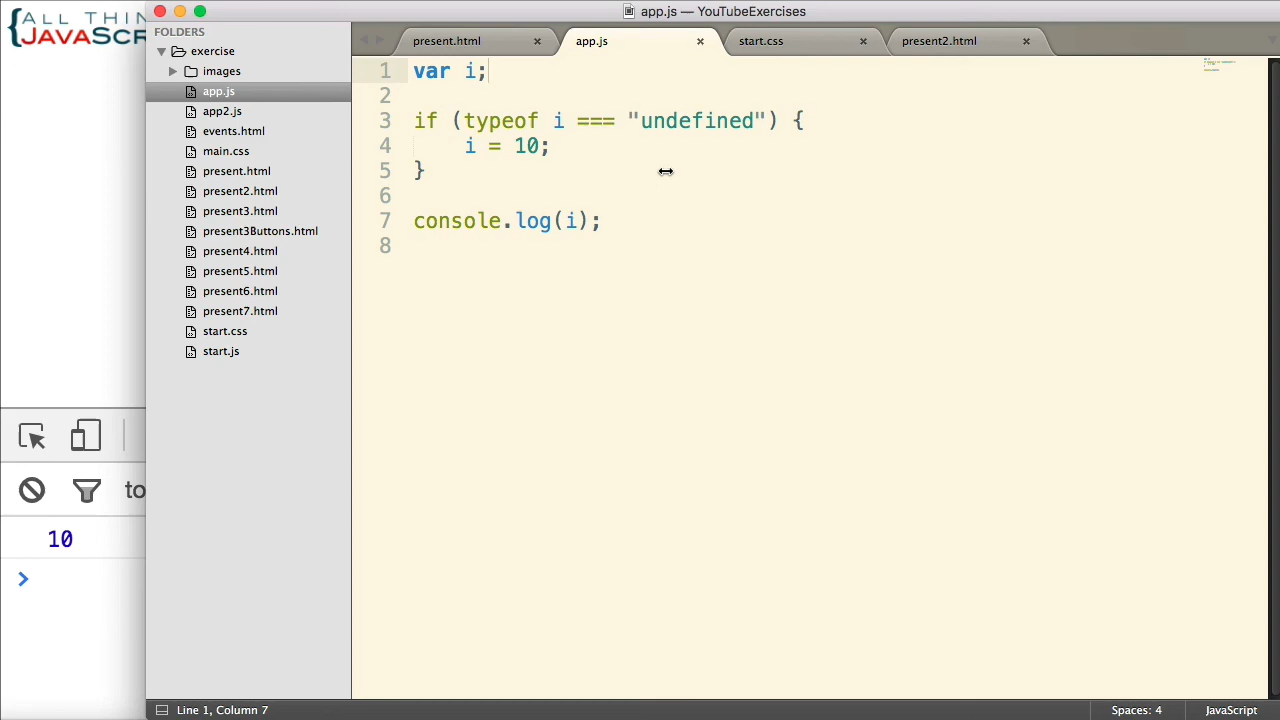 {ALL THIN
JAVASCR
app.js — YouTubeExercises
FOLDERS
exercise
images
app.js
app2.js
events.html
main.css
present.html
present2.html
present3.html
present3Buttons.html
present4.html
present5.html
present6.html
present7.html
start.css
start.js
present.html × app.js × start.css × present2.html ×
1 var i;
2
3 if (typeof i === "undefined") {
4 i = 10;
5 }
6
7 console.log(i);
8
to
10
>
Line 1, Column 7
Spaces: 4 JavaScript